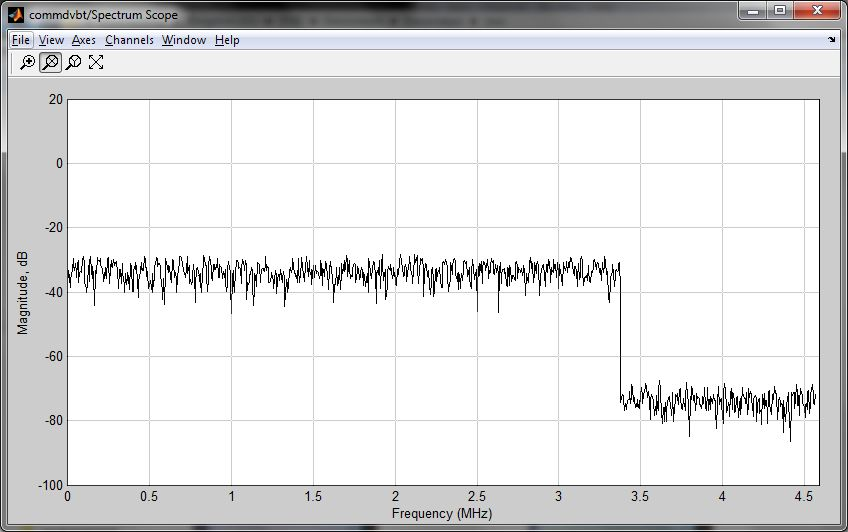 commdvbt/Spectrum Scope
File View Axes Channels Window Help
20
0
-20
-40
-60
-80
-100
Magnitude, dB
0 0.5 1 1.5 2 2.5 3 3.5 4 4.5
Frequency (MHz)